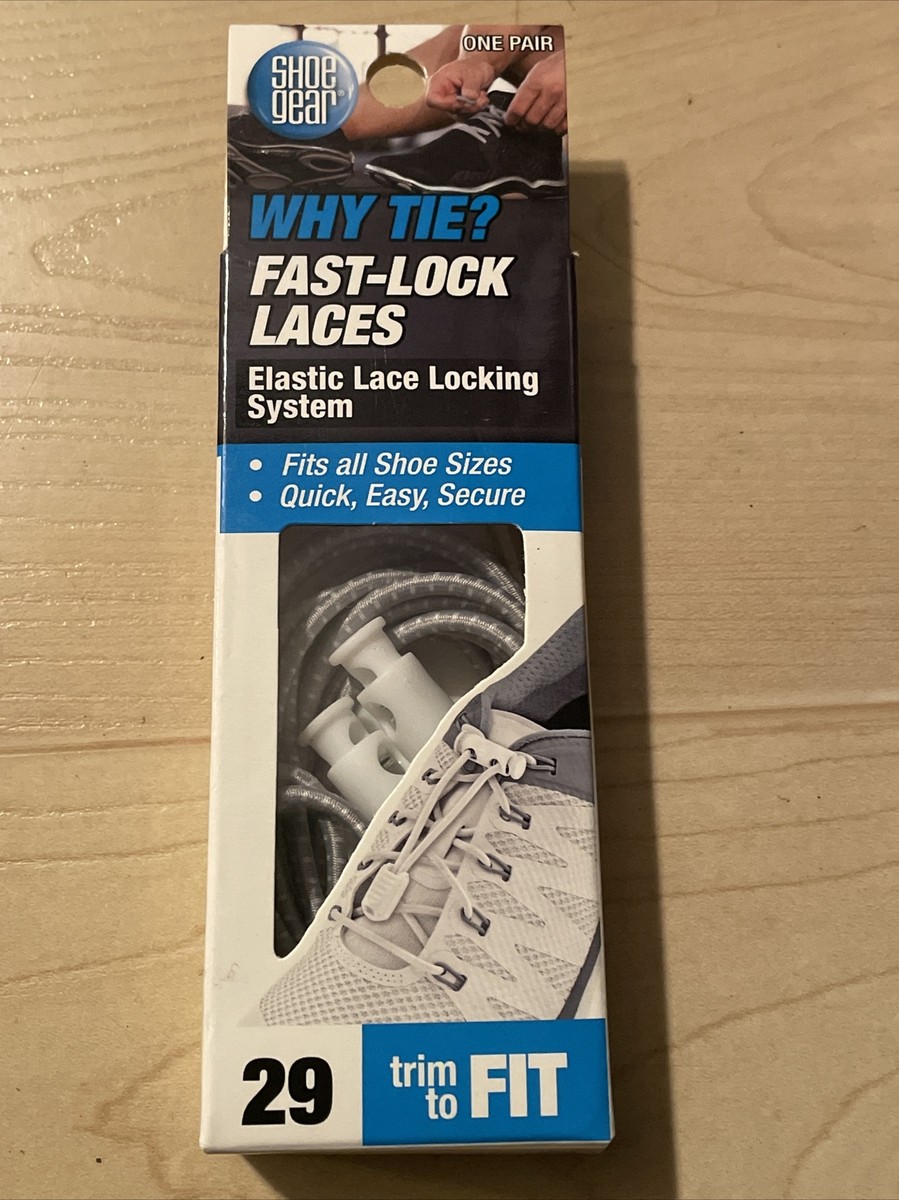 ONE PAIR
SHOE
gear®
WHY TIE?
FAST-LOCK
LACES
Elastic Lace Locking
System
• Fits all Shoe Sizes
• Quick, Easy, Secure
29
trim
to FIT